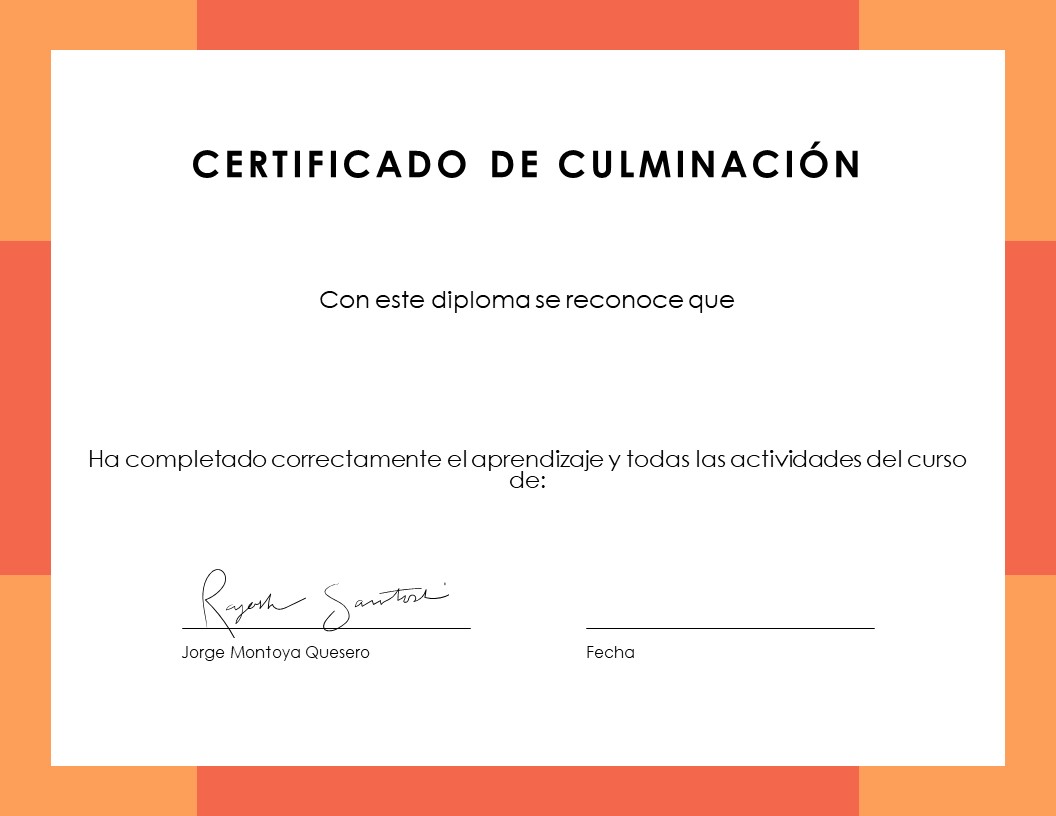 CERTIFICADO DE CULMINACIÓN
Con este diploma se reconoce que
Ha completado correctamente el aprendizaje y todas las actividades del curso
de:
Rajesh Santoshi
Jorge Montoya Quesero
Fecha